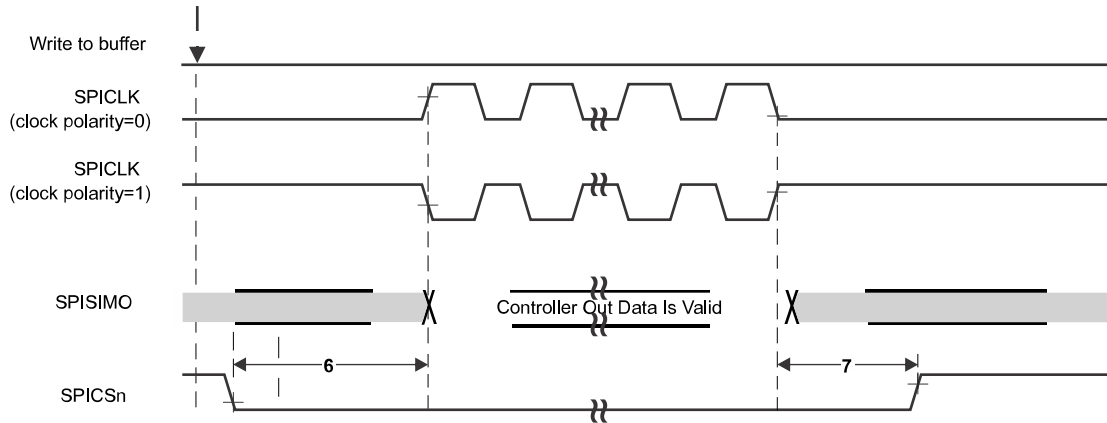 Write to buffer
SPICLK
(clock polarity=0)
SPICLK
(clock polarity=1)
SPISIMO
Controller Out Data Is Valid
6
7
SPICSn